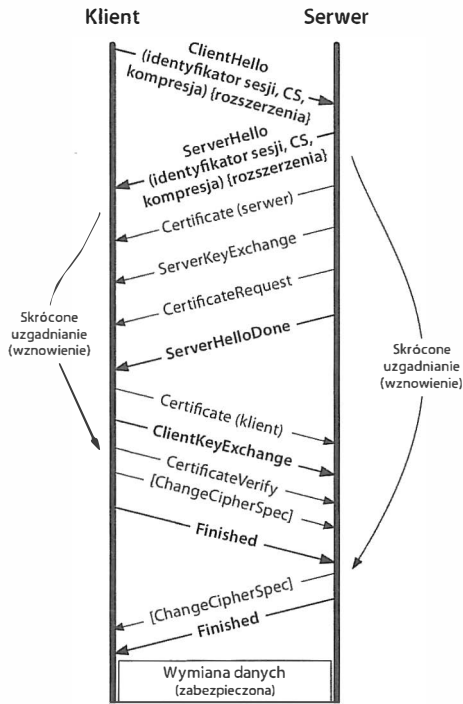 Klient
Serwer
ClientHello
(identyfikator sesji, CS,
kompresja) {rozszerzenia}
ServerHello
(identyfikator sesji, CS,
kompresja) {rozszerzenia}
Certificate (serwer)
ServerKeyExchange
CertificateRequest
ServerHelloDone
Skrócone
uzgadnianie
(wznowienie)
Skrócone
uzgadnianie
(wznowienie)
Certificate (klient)
ClientKeyExchange
CertificateVerify
[ChangeCipherSpec]
Finished
[ChangeCipherSpec]
Finished
Wymiana danych
(zabezpieczona)